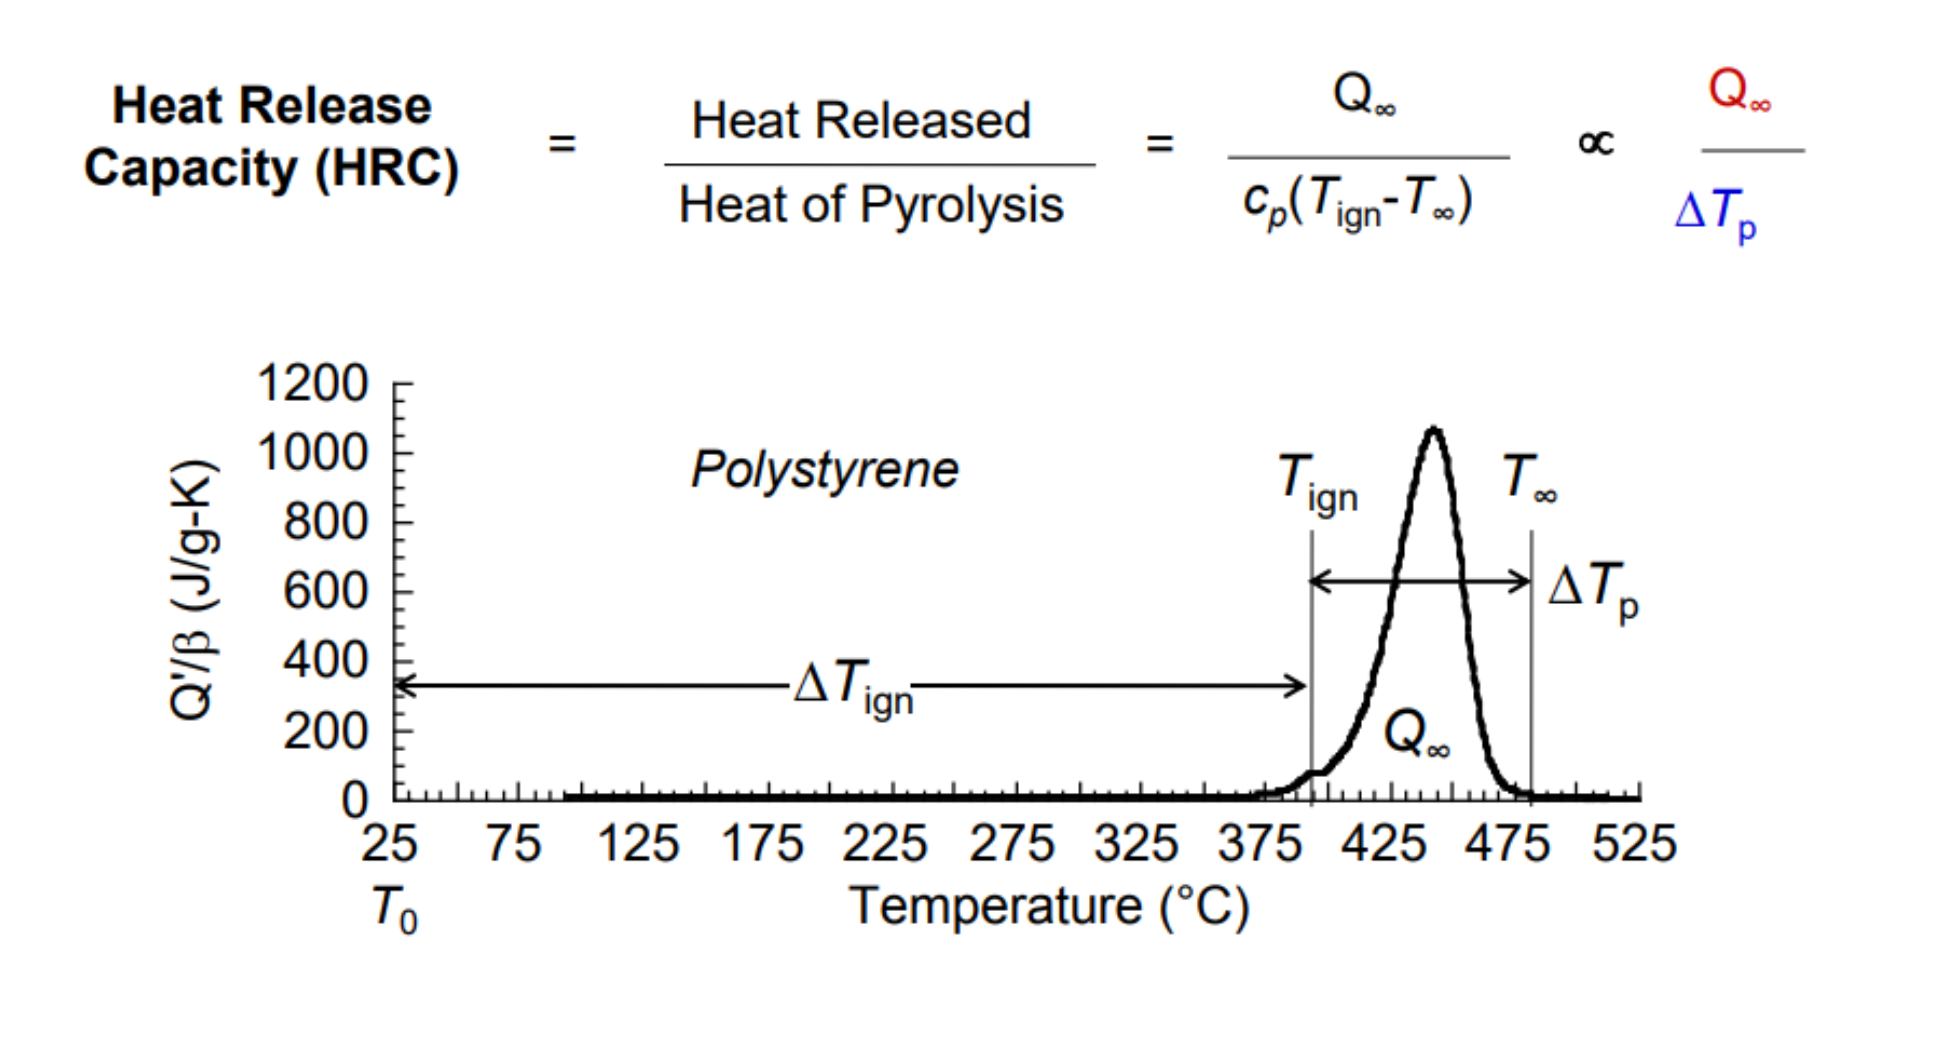 Heat Release
Capacity (HRC)
=
Heat Released
Heat of Pyrolysis
=
Q∞
cp(Tign-T∞)
∝
Q∞
ΔTp
1200
1000
800
600
400
200
0
Q'/β (J/g-K)
Polystyrene
Tign
T∞
ΔTp
ΔTign
Q∞
25 75 125 175 225 275 325 375 425 475 525
T0
Temperature (°C)